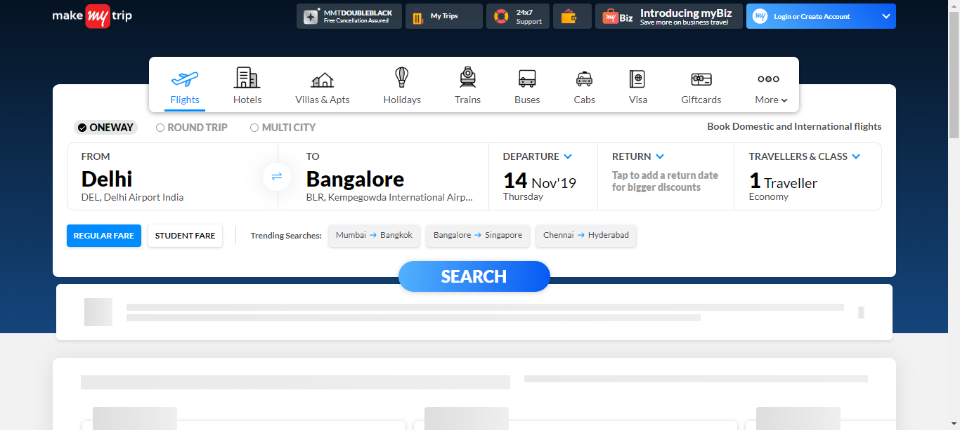 make my trip
MMTDOUBLEBLACK
Free Cancellation Assured
My Trips
24x7
Support
my Biz
Introducing myBiz
Save more on business travel
my
Login or Create Account
Flights
Hotels
Villas & Apts
Holidays
Trains
Buses
Cabs
Visa
Giftcards
More
ONEWAY
ROUND TRIP
MULTI CITY
Book Domestic and International flights
FROM
Delhi
DEL, Delhi Airport India
TO
Bangalore
BLR, Kempegowda International Airp...
DEPARTURE
14 Nov'19
Thursday
RETURN
Tap to add a return date
for bigger discounts
TRAVELLERS & CLASS
1 Traveller
Economy
REGULAR FARE
STUDENT FARE
Trending Searches:
Mumbai → Bangkok
Bangalore → Singapore
Chennai → Hyderabad
SEARCH